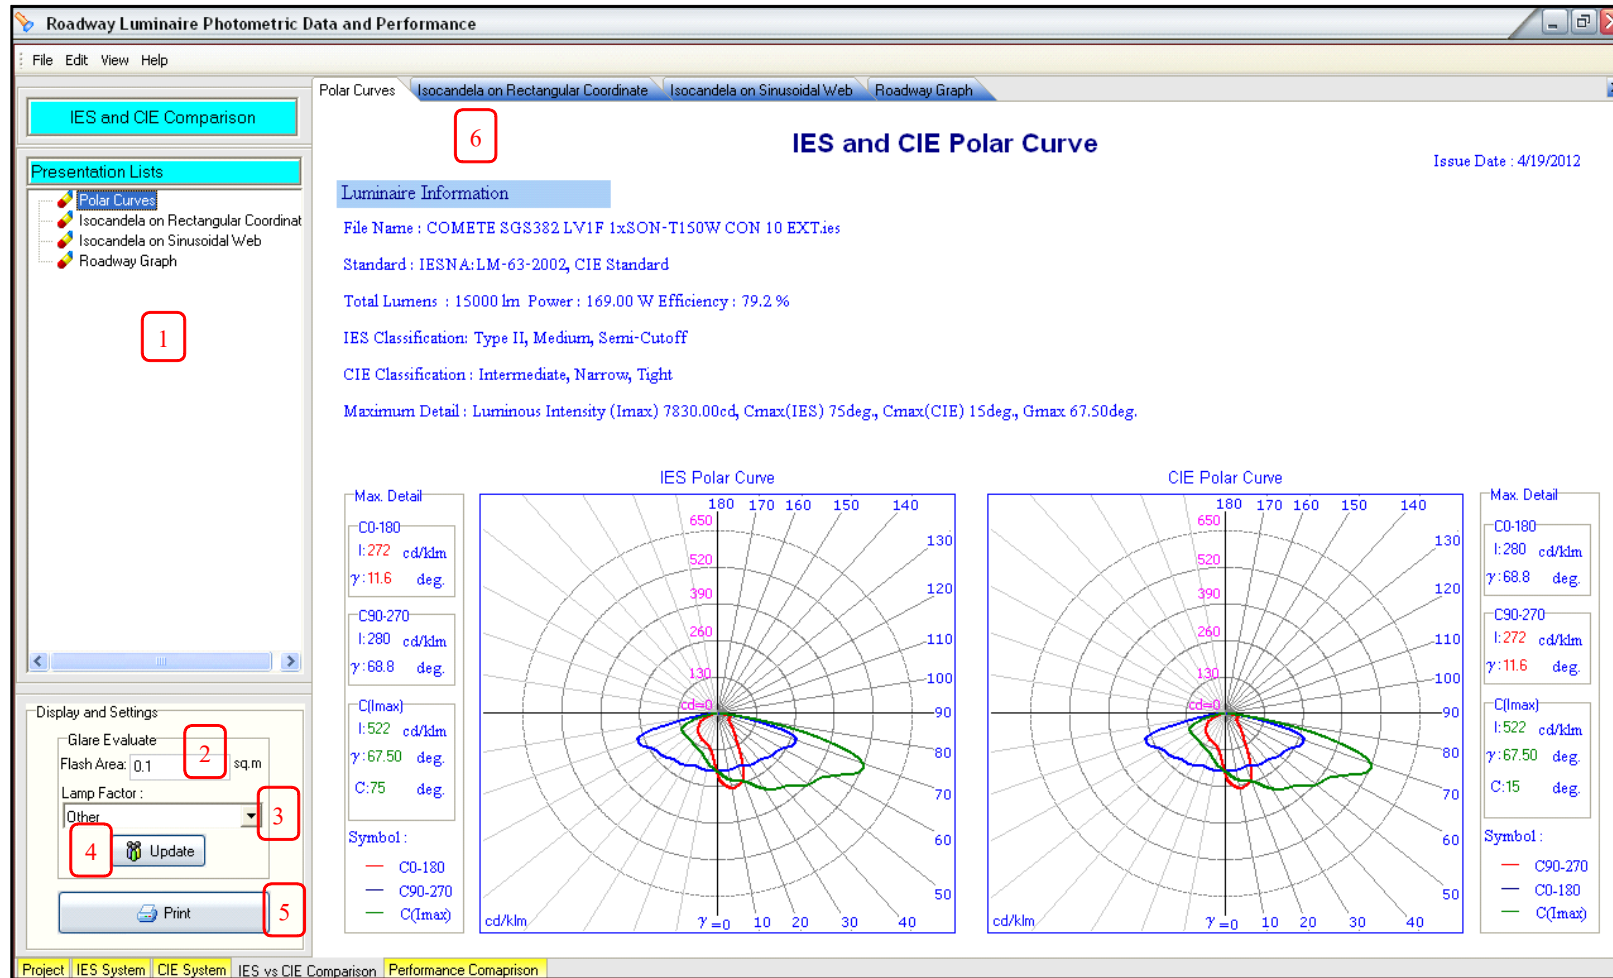 Roadway Luminaire Photometric Data and Performance
File Edit View Help
IES and CIE Comparison
Presentation Lists
Polar Curves
Isocandela on Rectangular Coordinat
Isocandela on Sinusoidal Web
Roadway Graph
1
Display and Settings
Glare Evaluate
2
Flash Area: 0.1 sq.m
Lamp Factor :
Other
3
4
Update
Print
5
Polar Curves Isocandela on Rectangular Coordinate Isocandela on Sinusoidal Web Roadway Graph
6
IES and CIE Polar Curve
Issue Date : 4/19/2012
Luminaire Information
File Name : COMETE SGS382 LV1F 1xSON-T150W CON 10 EXT.ies
Standard : IESNA:LM-63-2002, CIE Standard
Total Lumens : 15000 lm Power : 169.00 W Efficiency : 79.2 %
IES Classification: Type II, Medium, Semi-Cutoff
CIE Classification : Intermediate, Narrow, Tight
Maximum Detail : Luminous Intensity (Imax) 7830.00cd, Cmax(IES) 75deg., Cmax(CIE) 15deg., Gmax 67.50deg.
IES Polar Curve
Max. Detail
C0-180
I:272 cd/klm
γ:11.6 deg.
C90-270
I:280 cd/klm
γ:68.8 deg.
C(Imax)
I:522 cd/klm
γ:67.50 deg.
C:75 deg.
Symbol :
C0-180
C90-270
C(Imax)
180 170 160 150 140
130
120
110
100
90
80
70
60
50
650
520
390
260
130
cd=0
cd/klm
γ =0 10 20 30 40
CIE Polar Curve
180 170 160 150 140
130
120
110
100
90
80
70
60
50
650
520
390
260
130
cd=0
cd/klm
γ =0 10 20 30 40
Max. Detail
C0-180
I:280 cd/klm
γ:68.8 deg.
C90-270
I:272 cd/klm
γ:11.6 deg.
C(Imax)
I:522 cd/klm
γ:67.50 deg.
C:15 deg.
Symbol :
C90-270
C0-180
C(Imax)
Project IES System CIE System IES vs CIE Comparison Performance Comaprison